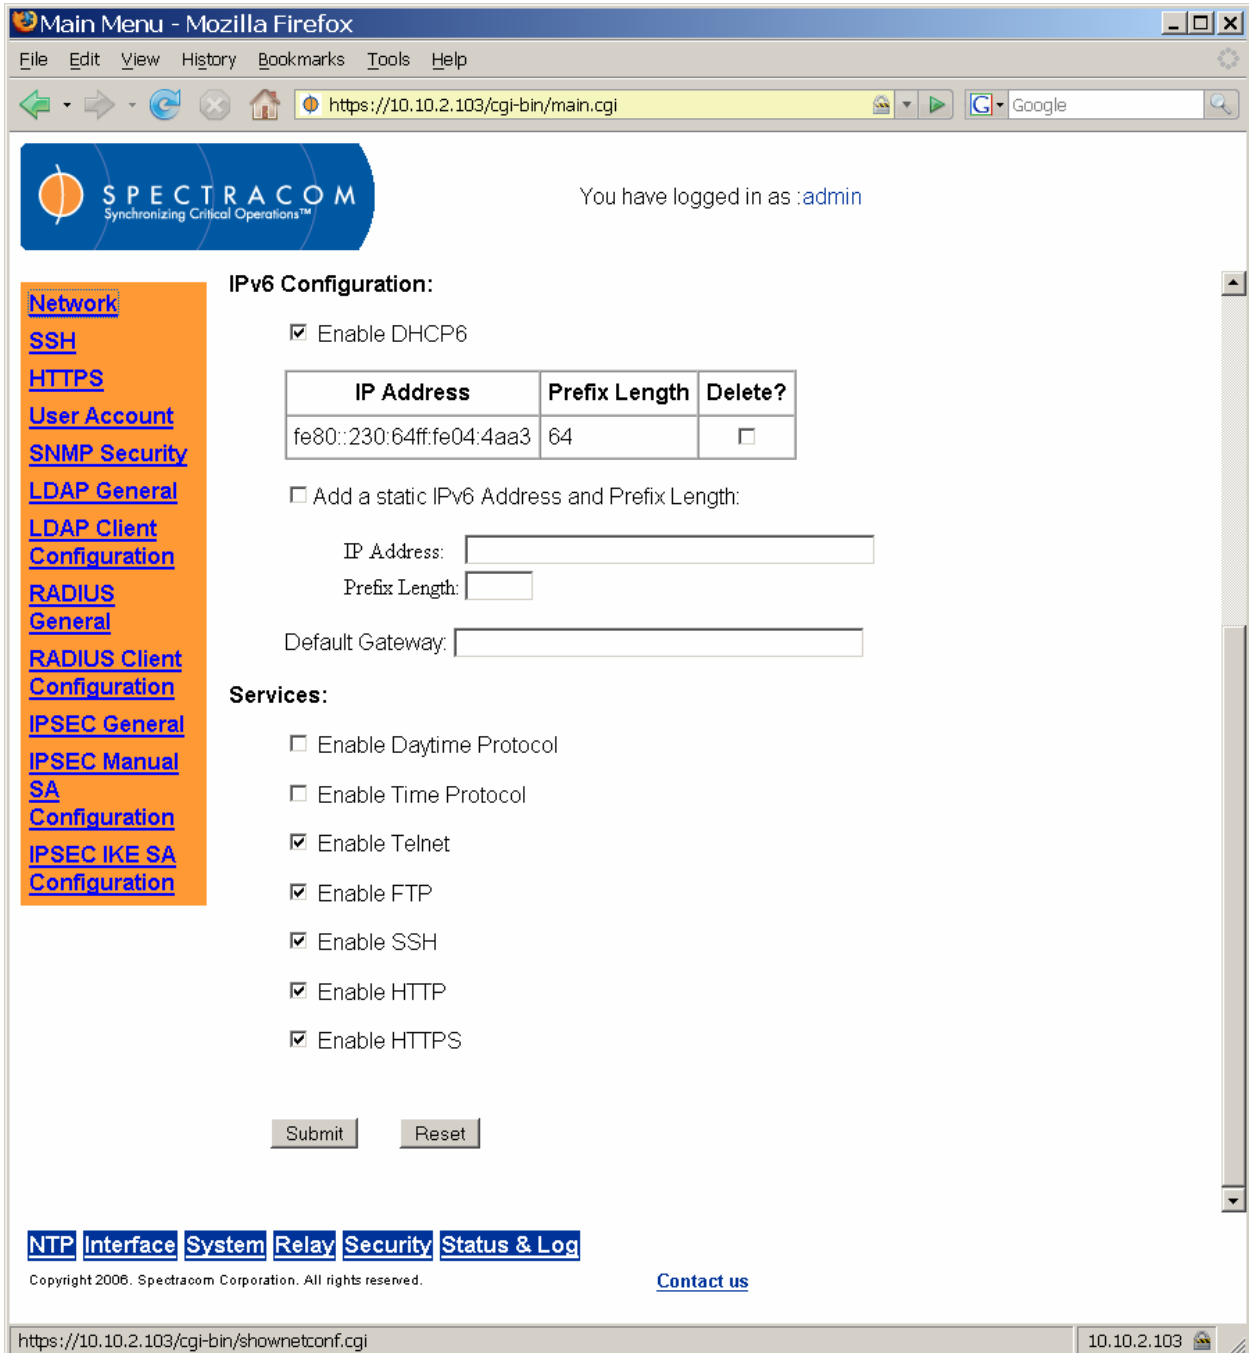 Main Menu - Mozilla Firefox
File Edit View History Bookmarks Tools Help
https://10.10.2.103/cgi-bin/main.cgi
G Google
SPECTRACOM
Synchronizing Critical Operations™
You have logged in as :admin
Network
SSH
HTTPS
User Account
SNMP Security
LDAP General
LDAP Client
Configuration
RADIUS
General
RADIUS Client
Configuration
IPSEC General
IPSEC Manual
SA
Configuration
IPSEC IKE SA
Configuration
IPv6 Configuration:
Enable DHCP6
IP Address Prefix Length Delete?
fe80::230:64ff:fe04:4aa3 64
Add a static IPv6 Address and Prefix Length:
IP Address:
Prefix Length:
Default Gateway:
Services:
Enable Daytime Protocol
Enable Time Protocol
Enable Telnet
Enable FTP
Enable SSH
Enable HTTP
Enable HTTPS
Submit Reset
NTP Interface System Relay Security Status & Log
Copyright 2006. Spectracom Corporation. All rights reserved.
Contact us
https://10.10.2.103/cgi-bin/shownetconf.cgi
10.10.2.103